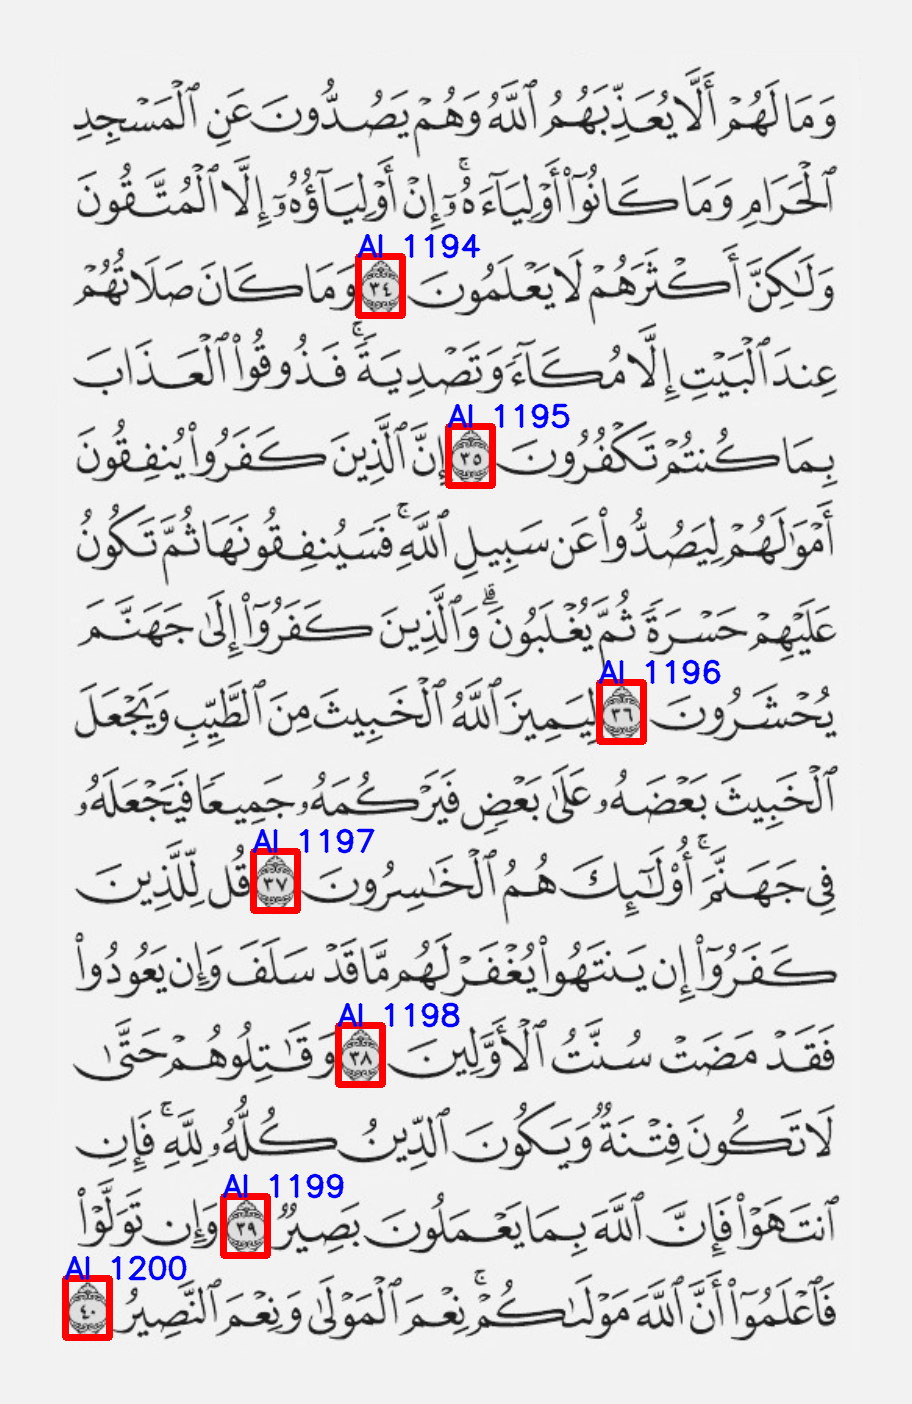 وَمَا لَهُمْ أَلَّا يُعَذِّبَهُمُ ٱللَّهُ وَهُمْ يَصُدُّونَ عَنِ ٱلْمَسْجِدِ
ٱلْحَرَامِ وَمَا كَانُوٓا۟ أَوْلِيَآءَهُۥٓ ۚ إِنْ أَوْلِيَآؤُهُۥٓ إِلَّا ٱلْمُتَّقُونَ
AI 1194
وَلَٰكِنَّ أَكْثَرَهُمْ لَا يَعْلَمُونَ ٣٤ وَمَا كَانَ صَلَاتُهُمْ
عِندَ ٱلْبَيْتِ إِلَّا مُكَآءً وَتَصْدِيَةً ۚ فَذُوقُوا۟ ٱلْعَذَابَ
AI 1195
بِمَا كُنتُمْ تَكْفُرُونَ ٣٥ إِنَّ ٱلَّذِينَ كَفَرُوا۟ يُنفِقُونَ
أَمْوَٰلَهُمْ لِيَصُدُّوا۟ عَن سَبِيلِ ٱللَّهِ ۚ فَسَيُنفِقُونَهَا ثُمَّ تَكُونُ
عَلَيْهِمْ حَسْرَةً ثُمَّ يُغْلَبُونَ ۗ وَٱلَّذِينَ كَفَرُوٓا۟ إِلَىٰ جَهَنَّمَ
AI 1196
يُحْشَرُونَ ٣٦ لِيَمِيزَ ٱللَّهُ ٱلْخَبِيثَ مِنَ ٱلطَّيِّبِ وَيَجْعَلَ
ٱلْخَبِيثَ بَعْضَهُۥ عَلَىٰ بَعْضٍ فَيَرْكُمَهُۥ جَمِيعًا فَيَجْعَلَهُۥ
AI 1197
فِى جَهَنَّمَ ۚ أُو۟لَٰٓئِكَ هُمُ ٱلْخَٰسِرُونَ ٣٧ قُل لِّلَّذِينَ
كَفَرُوٓا۟ إِن يَنتَهُوا۟ يُغْفَرْ لَهُم مَّا قَدْ سَلَفَ وَإِن يَعُودُوا۟
AI 1198
فَقَدْ مَضَتْ سُنَّتُ ٱلْأَوَّلِينَ ٣٨ وَقَٰتِلُوهُمْ حَتَّىٰ
لَا تَكُونَ فِتْنَةٌ وَيَكُونَ ٱلدِّينُ كُلُّهُۥ لِلَّهِ ۚ فَإِنِ
AI 1199
ٱنتَهَوْا۟ فَإِنَّ ٱللَّهَ بِمَا يَعْمَلُونَ بَصِيرٌ ٣٩ وَإِن تَوَلَّوْا۟
AI 1200
فَٱعْلَمُوٓا۟ أَنَّ ٱللَّهَ مَوْلَىٰكُمْ ۚ نِعْمَ ٱلْمَوْلَىٰ وَنِعْمَ ٱلنَّصِيرُ ٤٠